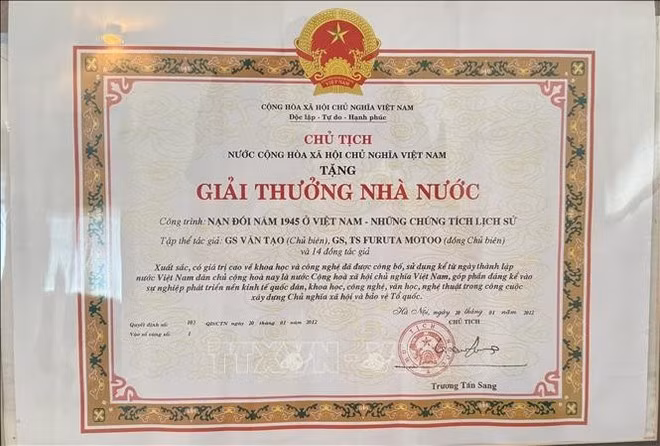 VIỆT NAM
CỘNG HÒA XÃ HỘI CHỦ NGHĨA VIỆT NAM
Độc lập - Tự do - Hạnh phúc
CHỦ TỊCH
NƯỚC CỘNG HÒA XÃ HỘI CHỦ NGHĨA VIỆT NAM
TẶNG
GIẢI THƯỞNG NHÀ NƯỚC
Công trình: NẠN ĐÓI NĂM 1945 Ở VIỆT NAM - NHỮNG CHỨNG TÍCH LỊCH SỬ
Tập thể tác giả: GS VĂN TẠO (Chủ biên), GS, TS FURUTA MOTOO (đồng Chủ biên)
và 14 đồng tác giả
Xuất sắc, có giá trị cao về khoa học và công nghệ đã được công bố, sử dụng kể từ ngày thành lập
nước Việt Nam dân chủ cộng hoà nay là nước Cộng hoà xã hội chủ nghĩa Việt Nam, góp phần đáng kể vào
sự nghiệp phát triển nền kinh tế quốc dân, khoa học, công nghệ, văn học, nghệ thuật trong công cuộc
xây dựng Chủ nghĩa xã hội và bảo vệ Tổ quốc.
Hà Nội, ngày 20 tháng 01 năm 2012
Quyết định số: QĐ/CTN ngày 20 tháng 01 năm 2012
CHỦ TỊCH
Vào sổ vàng số: 1
TTXVN
Trương Tấn Sang